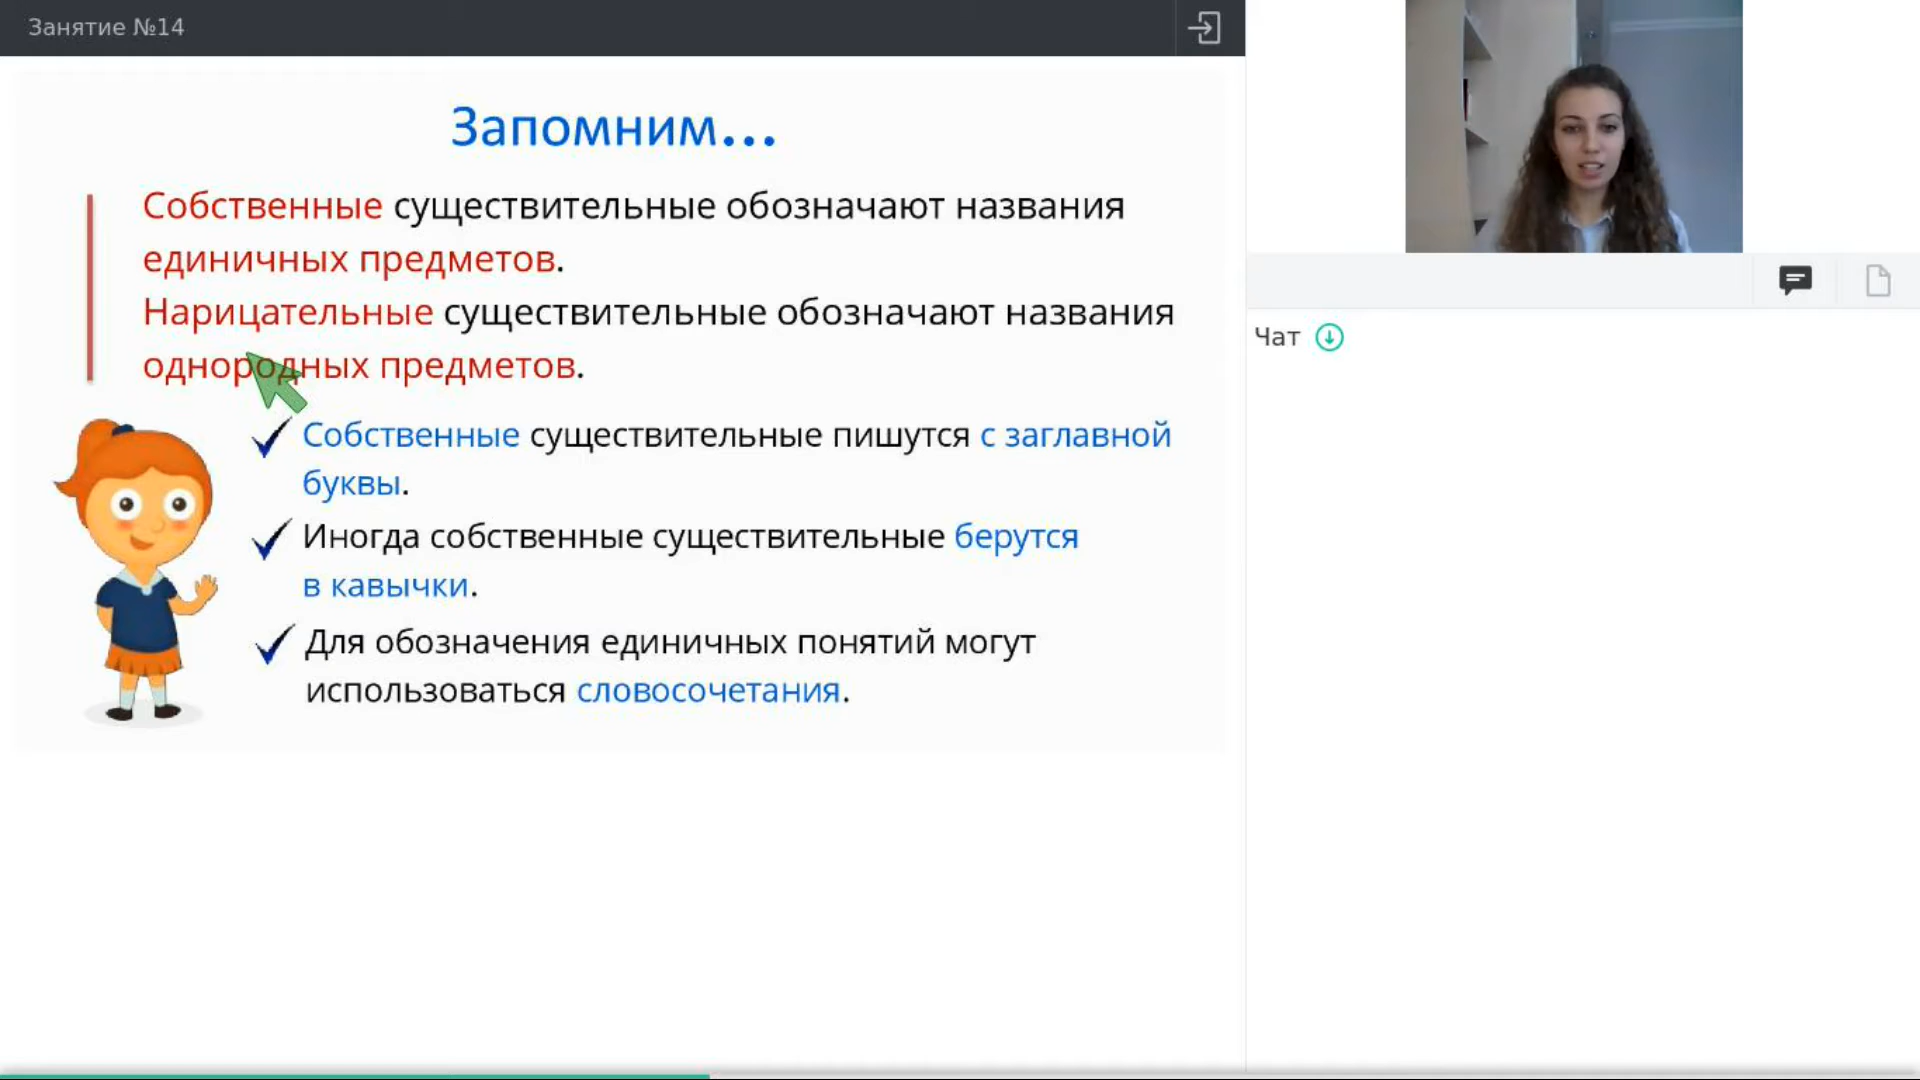 Занятие №14
Запомним...
Собственные существительные обозначают названия
единичных предметов.
Нарицательные существительные обозначают названия
однородных предметов.
Собственные существительные пишутся с заглавной
буквы.
Иногда собственные существительные берутся
в кавычки.
Для обозначения единичных понятий могут
использоваться словосочетания.
Чат